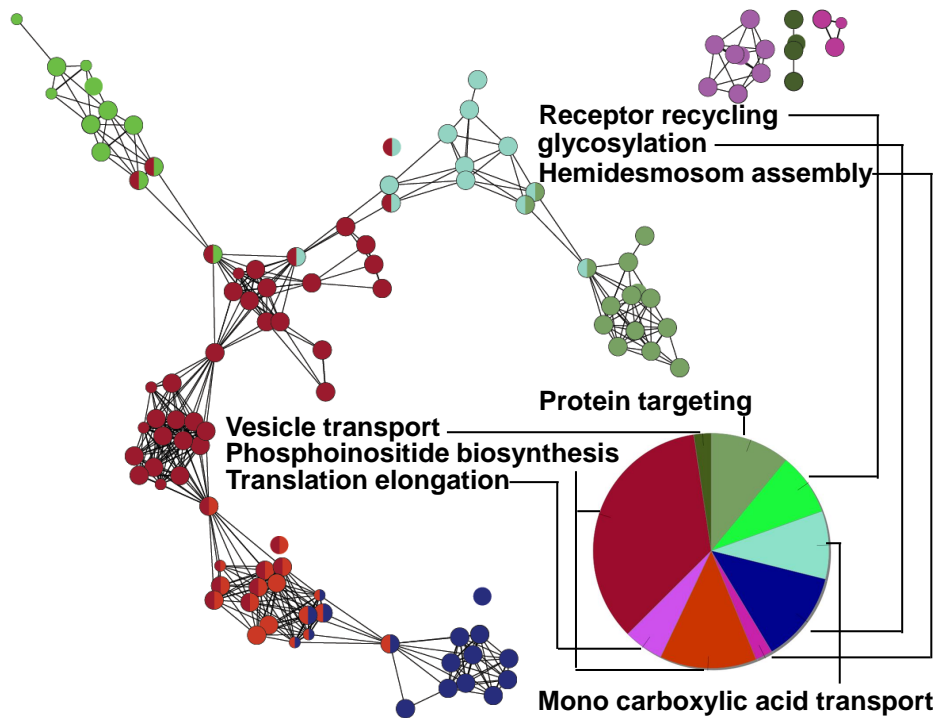 Receptor recycling
glycosylation
Hemidesmosom assembly
Protein targeting
Vesicle transport
Phosphoinositide biosynthesis
Translation elongation
Mono carboxylic acid transport